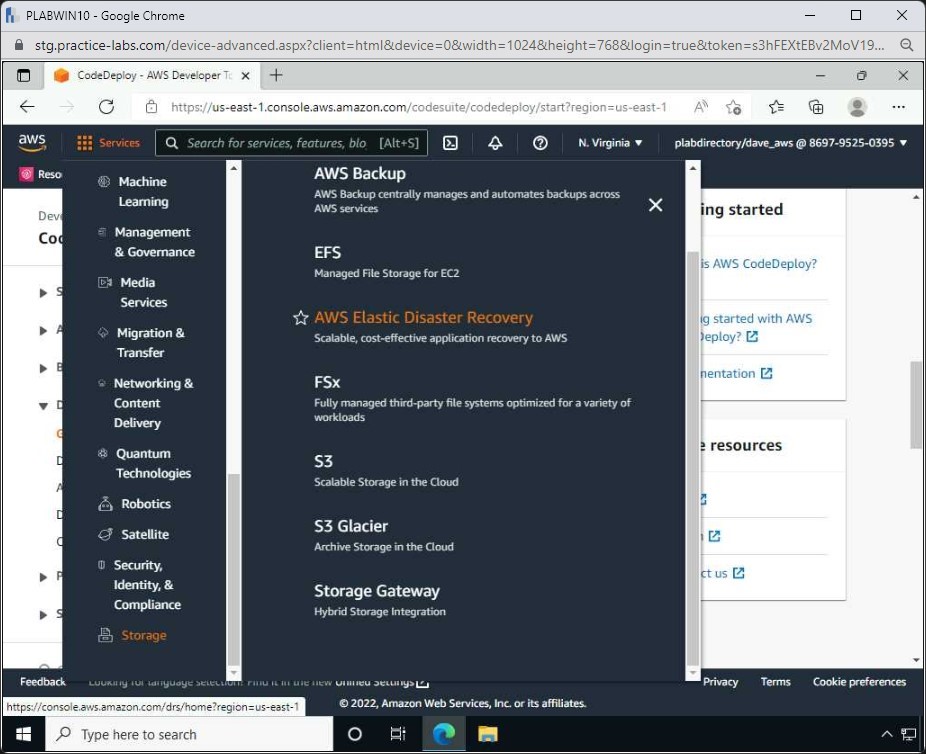 PLABWIN10 - Google Chrome
stg.practice-labs.com/device-advanced.aspx?client=html&device=0&width=1024&height=768&login=true&token=s3hFEXtEBv2MoV19...
CodeDeploy - AWS Developer To
https://us-east-1.console.aws.amazon.com/codesuite/codedeploy/start?region=us-east-1
aws
Services
Search for services, features, blo [Alt+S]
N. Virginia
plabdirectory/dave_aws @ 8697-9525-0395
Reso
Machine
Learning
Management
& Governance
Media
Services
Migration &
Transfer
Networking &
Content
Delivery
Quantum
Technologies
Robotics
Satellite
Security,
Identity, &
Compliance
Storage
AWS Backup
AWS Backup centrally manages and automates backups across
AWS services
EFS
Managed File Storage for EC2
AWS Elastic Disaster Recovery
Scalable, cost-effective application recovery to AWS
FSx
Fully managed third-party file systems optimized for a variety of
workloads
S3
Scalable Storage in the Cloud
S3 Glacier
Archive Storage in the Cloud
Storage Gateway
Hybrid Storage Integration
ing started
is AWS CodeDeploy?
ng started with AWS
Deploy?
mentation
e resources
ct us
Feedback
Looking for language selection? Find it in the new Unified Settings
Privacy
Terms
Cookie preferences
https://console.aws.amazon.com/drs/home?region=us-east-1
© 2022, Amazon Web Services, Inc. or its affiliates.
Type here to search